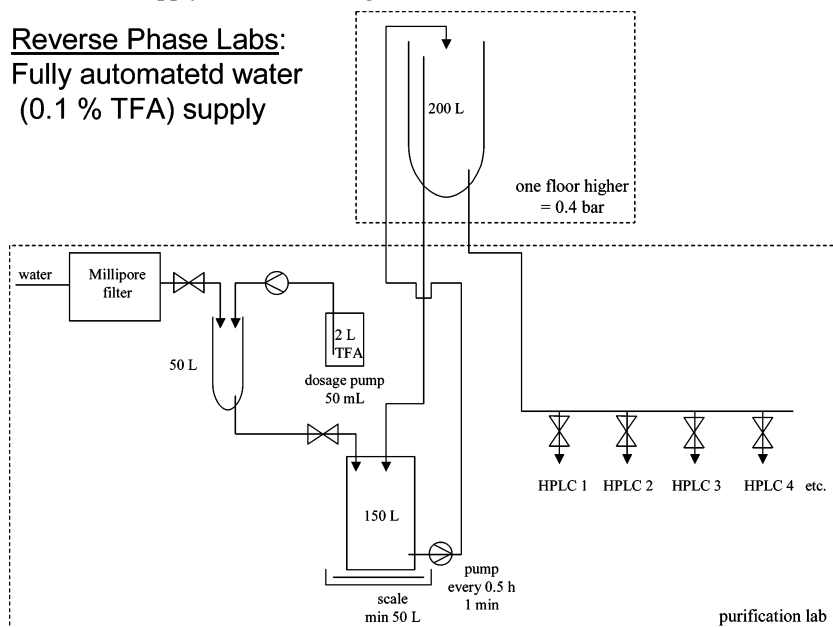 Reverse Phase Labs:
Fully automatetd water
(0.1 % TFA) supply
200 L
one floor higher
= 0.4 bar
water
Millipore
filter
2 L
TFA
50 L
dosage pump
50 mL
150 L
HPLC 1
HPLC 2
HPLC 3
HPLC 4
etc.
pump
every 0.5 h
1 min
scale
min 50 L
purification lab